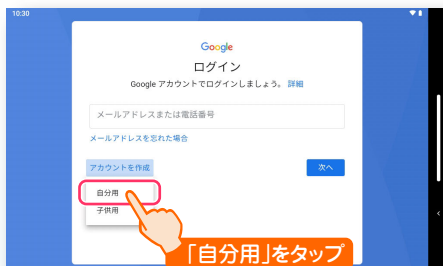 10:30
Google
ログイン
Google アカウントでログインしましょう。 詳細
メールアドレスまたは電話番号
メールアドレスを忘れた場合
アカウントを作成
次へ
自分用
子供用
「自分用」をタップ